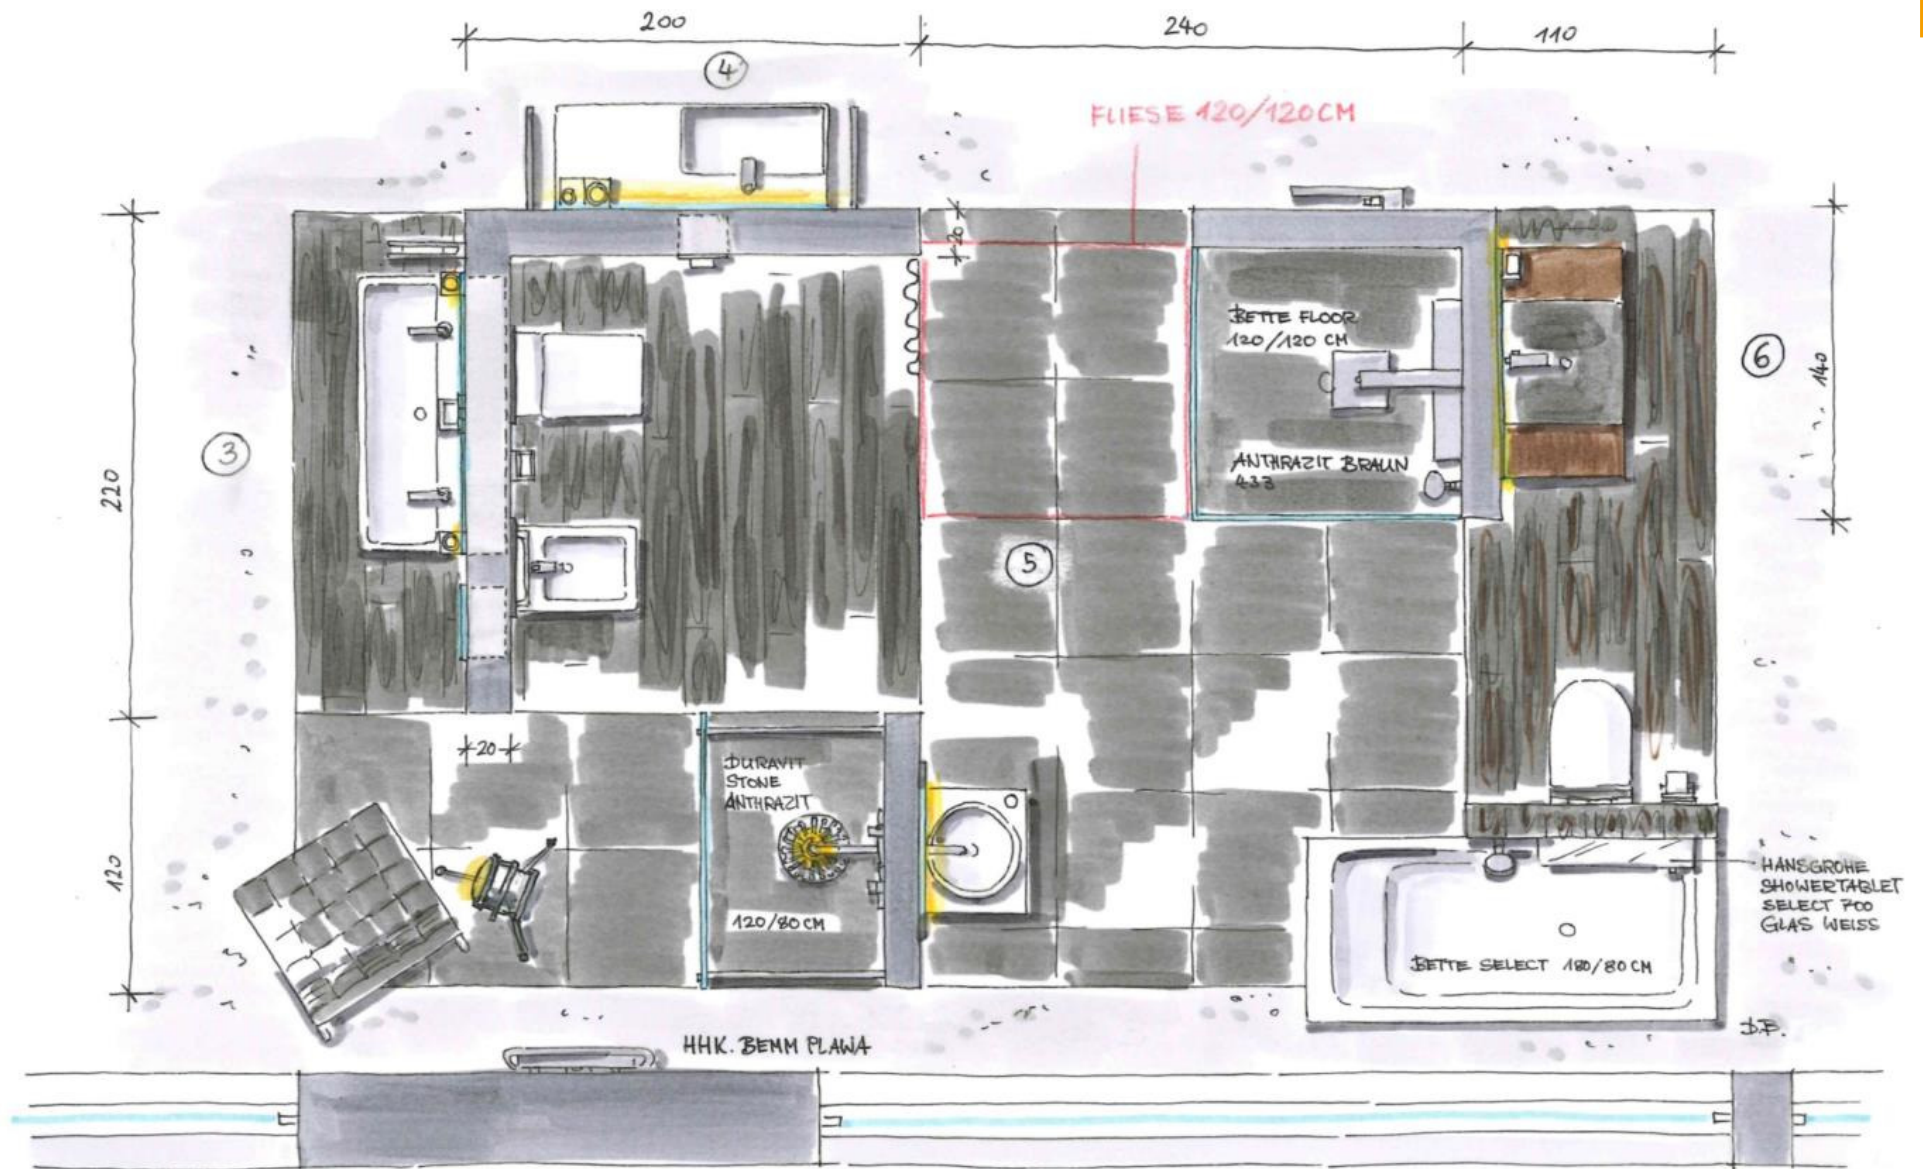 200
240
110
4
FLIESE 120/120 CM
20
BETTE FLOOR
120/120 CM
6
140
3
ANTHRAZIT BRAUN
433
220
5
20
DURAVIT
STONE
ANTHRAZIT
120
120/80 CM
HANSGROHE
SHOWERTABLET
SELECT 700
GLAS WEISS
BETTE SELECT 180/80 CM
D.B.
HHK. BEMM PLAWA